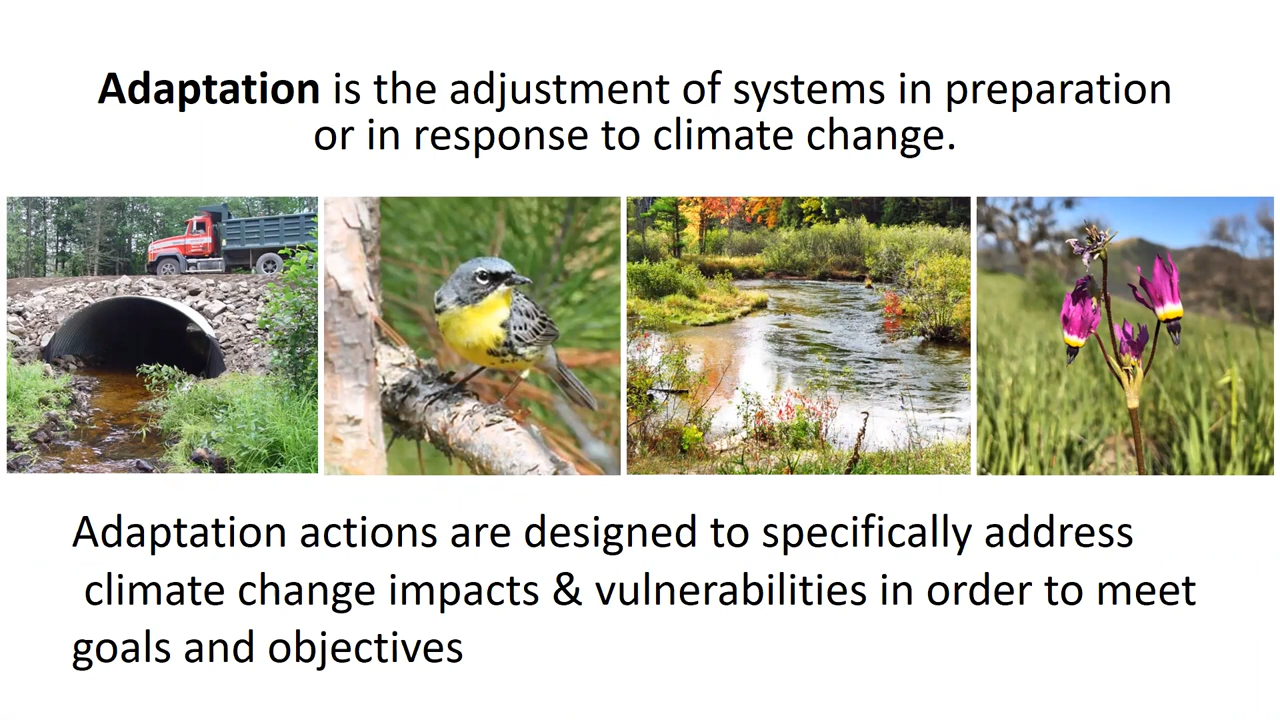 Adaptation is the adjustment of systems in preparation
or in response to climate change.
Adaptation actions are designed to specifically address
climate change impacts & vulnerabilities in order to meet
goals and objectives